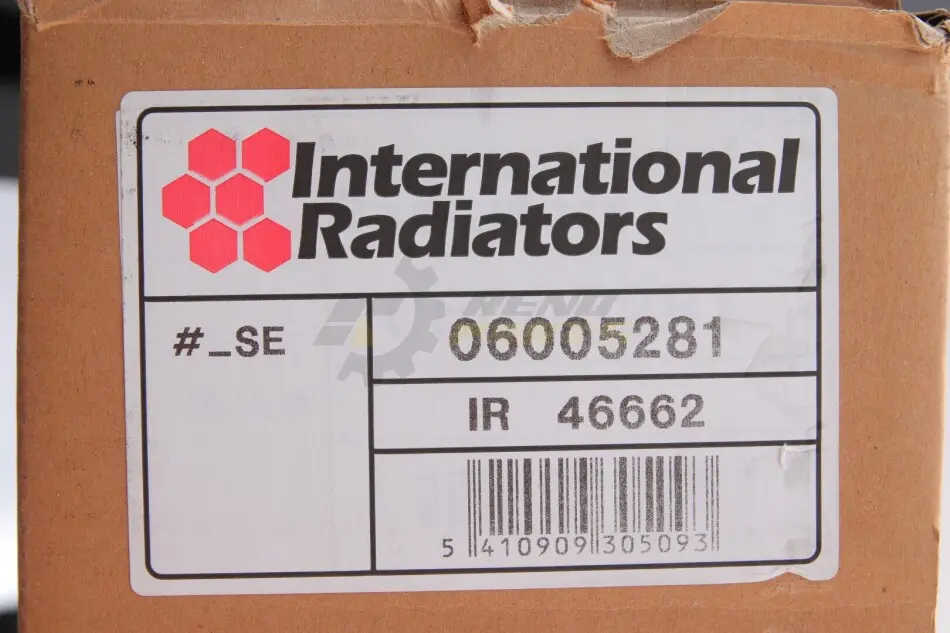 International
Radiators
#_SE
06005281
IR 46662
5 410909 305093